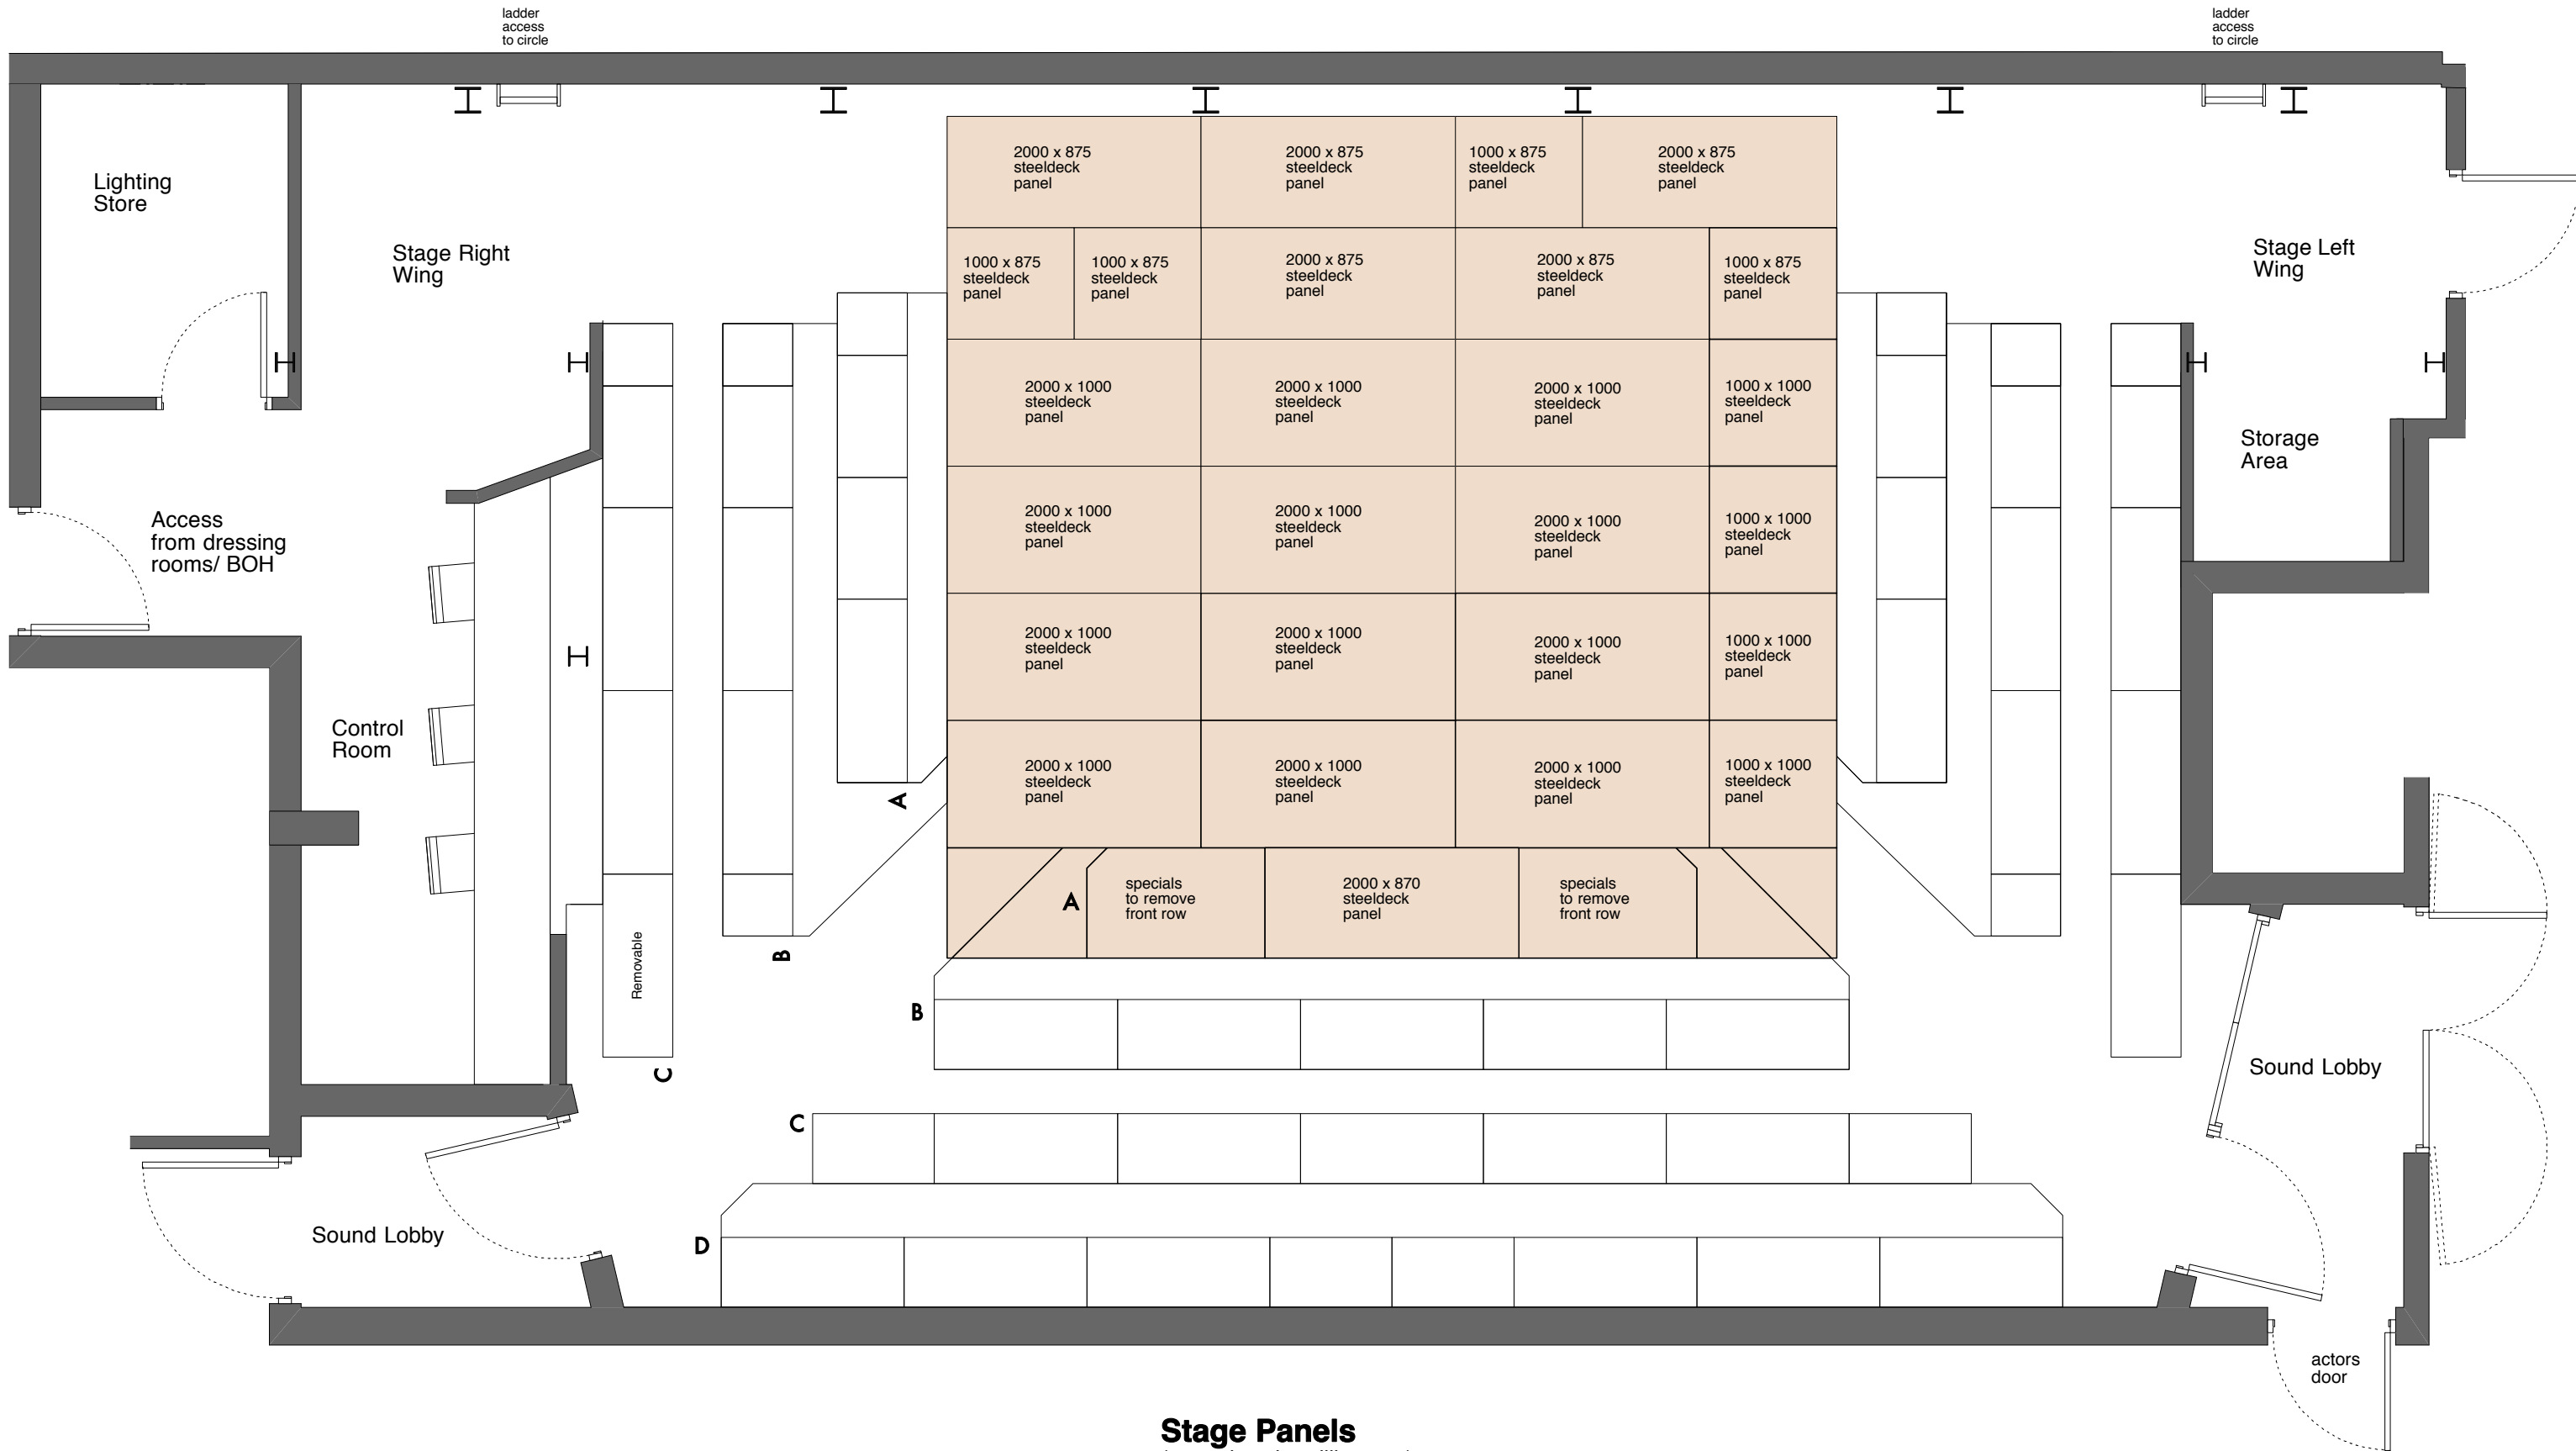 ladder
access
to circle
ladder
access
to circle
Lighting
Store
Stage Right
Wing
Stage Left
Wing
Storage
Area
Access
from dressing
rooms/ BOH
Control
Room
2000 x 875
steeldeck
panel
2000 x 875
steeldeck
panel
1000 x 875
steeldeck
panel
2000 x 875
steeldeck
panel
1000 x 875
steeldeck
panel
1000 x 875
steeldeck
panel
2000 x 875
steeldeck
panel
2000 x 875
steeldeck
panel
1000 x 875
steeldeck
panel
2000 x 1000
steeldeck
panel
2000 x 1000
steeldeck
panel
2000 x 1000
steeldeck
panel
1000 x 1000
steeldeck
panel
2000 x 1000
steeldeck
panel
2000 x 1000
steeldeck
panel
2000 x 1000
steeldeck
panel
1000 x 1000
steeldeck
panel
2000 x 1000
steeldeck
panel
2000 x 1000
steeldeck
panel
2000 x 1000
steeldeck
panel
1000 x 1000
steeldeck
panel
2000 x 1000
steeldeck
panel
2000 x 1000
steeldeck
panel
2000 x 1000
steeldeck
panel
1000 x 1000
steeldeck
panel
A
A
specials
to remove
front row
2000 x 870
steeldeck
panel
specials
to remove
front row
B
Removable
C
B
C
D
Sound Lobby
Sound Lobby
actors
door
Stage Panels